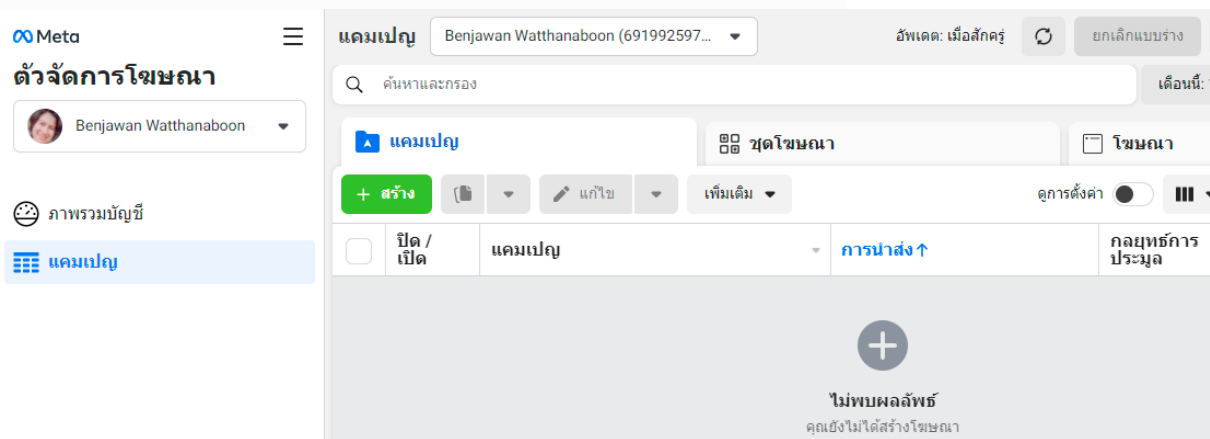 Meta
ตัวจัดการโฆษณา
Benjawan Watthanaboon
ภาพรวมบัญชี
แคมเปญ
แคมเปญ Benjawan Watthanaboon (691992597... อัพเดต: เมื่อสักครู่ ยกเลิกแบบร่าง
ค้นหาและกรอง เดือนนี้:
แคมเปญ ชุดโฆษณา โฆษณา
+ สร้าง แก้ไข เพิ่มเติม ดูการตั้งค่า
ปิด / เปิด แคมเปญ การนำส่ง↑ กลยุทธ์การประมูล
ไม่พบผลลัพธ์
คุณยังไม่ได้สร้างโฆษณา